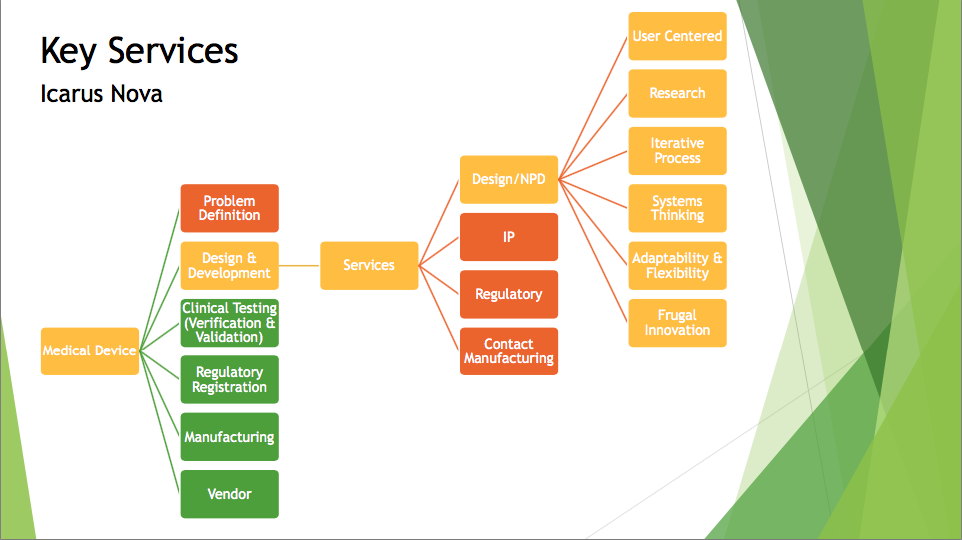 Key Services
Icarus Nova
Medical Device
Problem
Definition
Design &
Development
Clinical Testing
(Verification &
Validation)
Regulatory
Registration
Manufacturing
Vendor
Services
Design/NPD
IP
Regulatory
Contact
Manufacturing
User Centered
Research
Iterative
Process
Systems
Thinking
Adaptability &
Flexibility
Frugal
Innovation